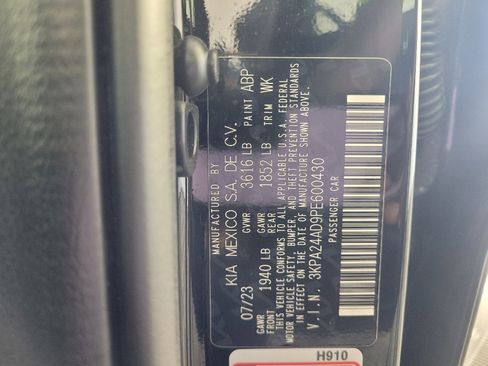 MANUFACTURED BY
KIA MEXICO S.A. DE C.V.
07/23 GVWR 3616 LB PAINT ABP
GAWR FRONT 1940 LB GAWR REAR 1852 LB TRIM WK
THIS VEHICLE CONFORMS TO ALL APPLICABLE U.S.A. FEDERAL
MOTOR VEHICLE SAFETY, BUMPER, AND THEFT PREVENTION STANDARDS
IN EFFECT ON THE DATE OF MANUFACTURE SHOWN ABOVE.
V.I.N. 3KPA24AD9PE600430
PASSENGER CAR
H910